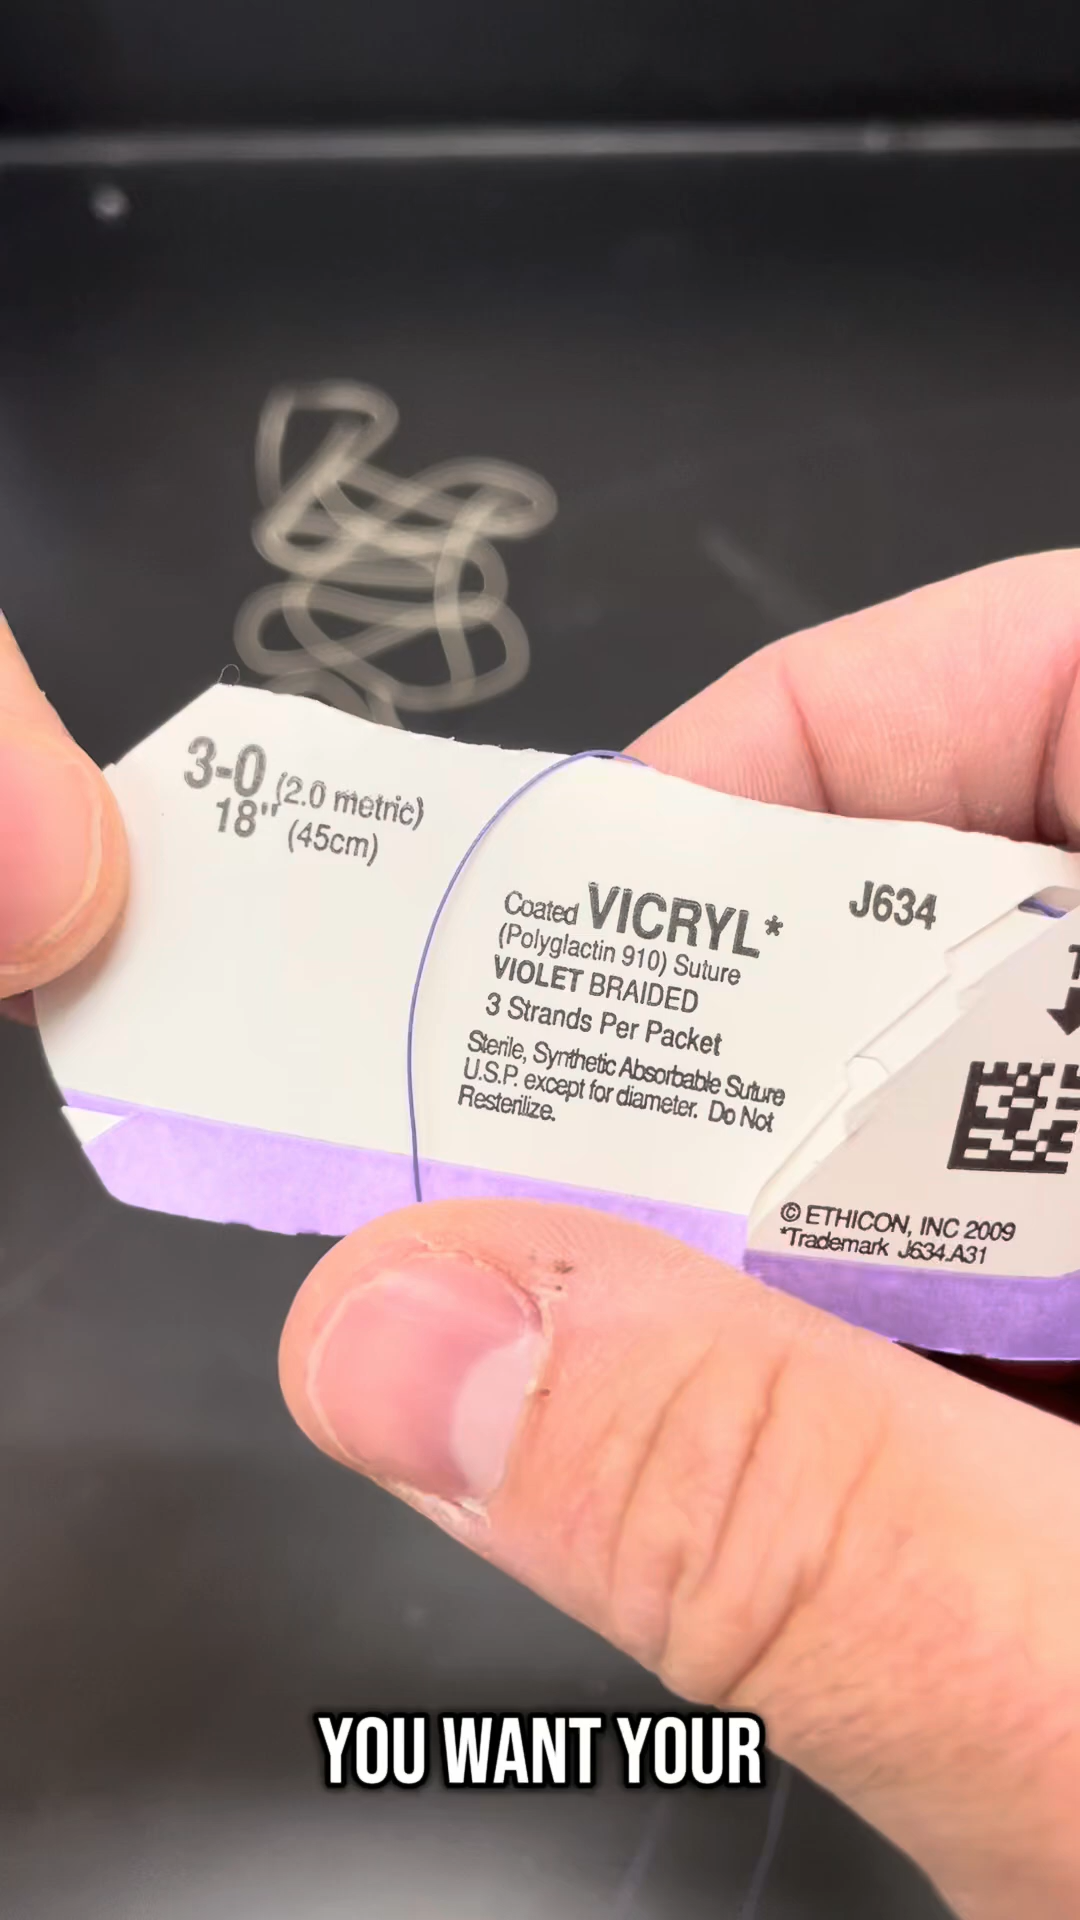 3-0 (2.0 metric)
18" (45cm)
Coated VICRYL*
(Polyglactin 910) Suture
VIOLET BRAIDED
3 Strands Per Packet
Sterile, Synthetic Absorbable Suture
U.S.P. except for diameter. Do Not
Resterilize.
J634
© ETHICON, INC 2009
*Trademark J634.A31
YOU WANT YOUR